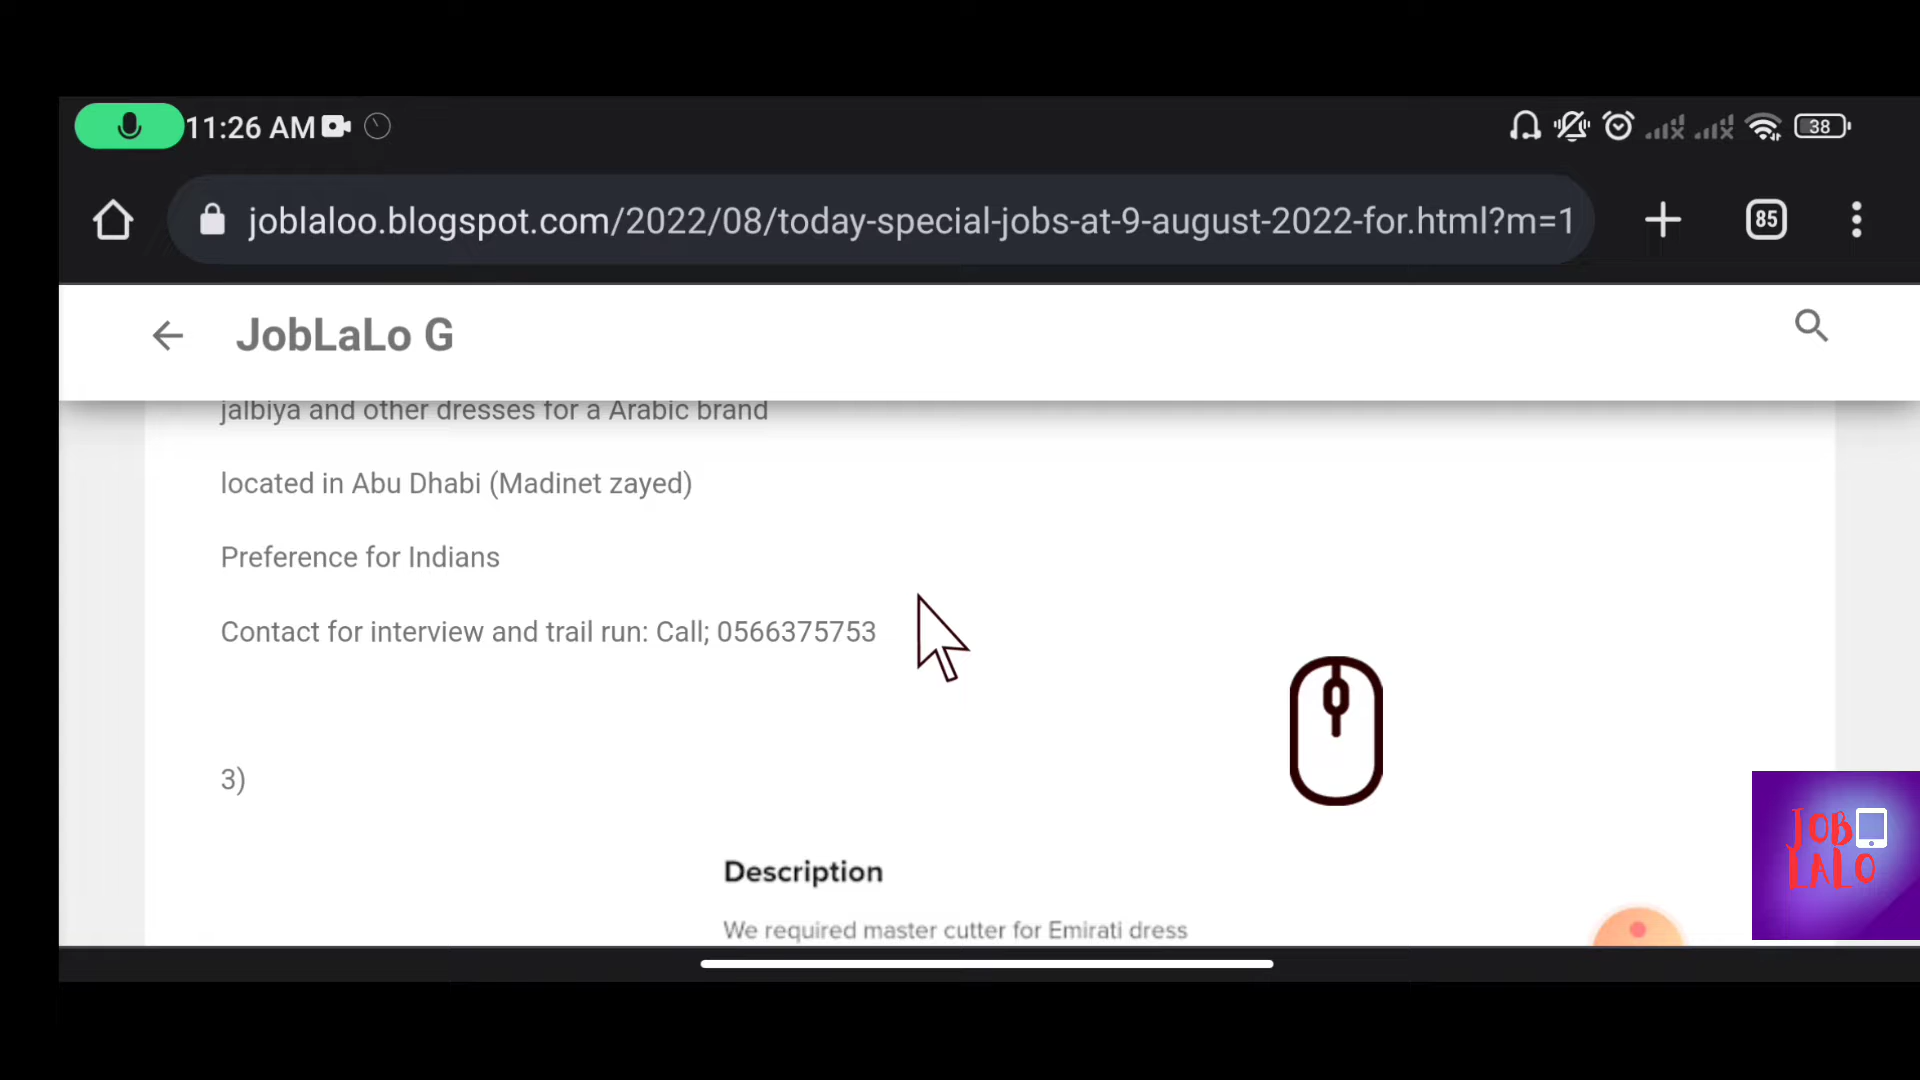 11:26 AM
38
joblaloo.blogspot.com/2022/08/today-special-jobs-at-9-august-2022-for.html?m=1
85
JobLaLo G
jalbiya and other dresses for a Arabic brand
located in Abu Dhabi (Madinet zayed)
Preference for Indians
Contact for interview and trail run: Call; 0566375753
3)
JOB
LALO
Description
We required master cutter for Emirati dress